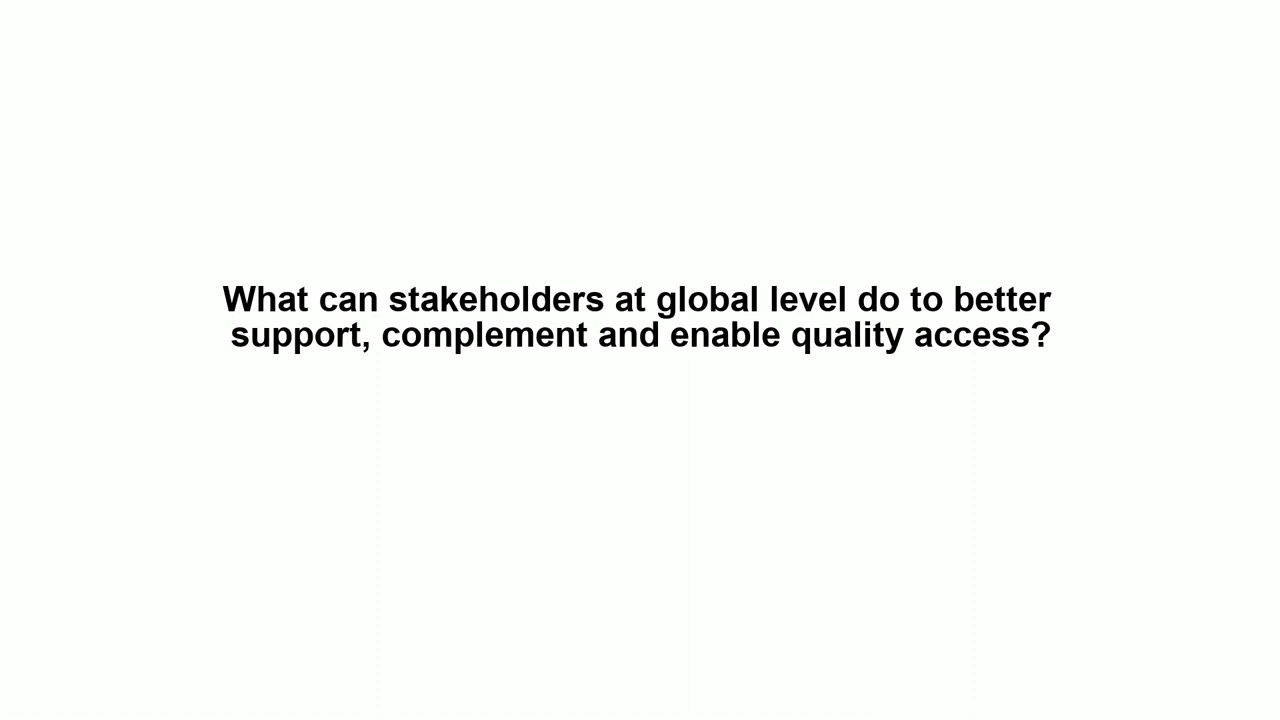 What can stakeholders at global level do to better
support, complement and enable quality access?